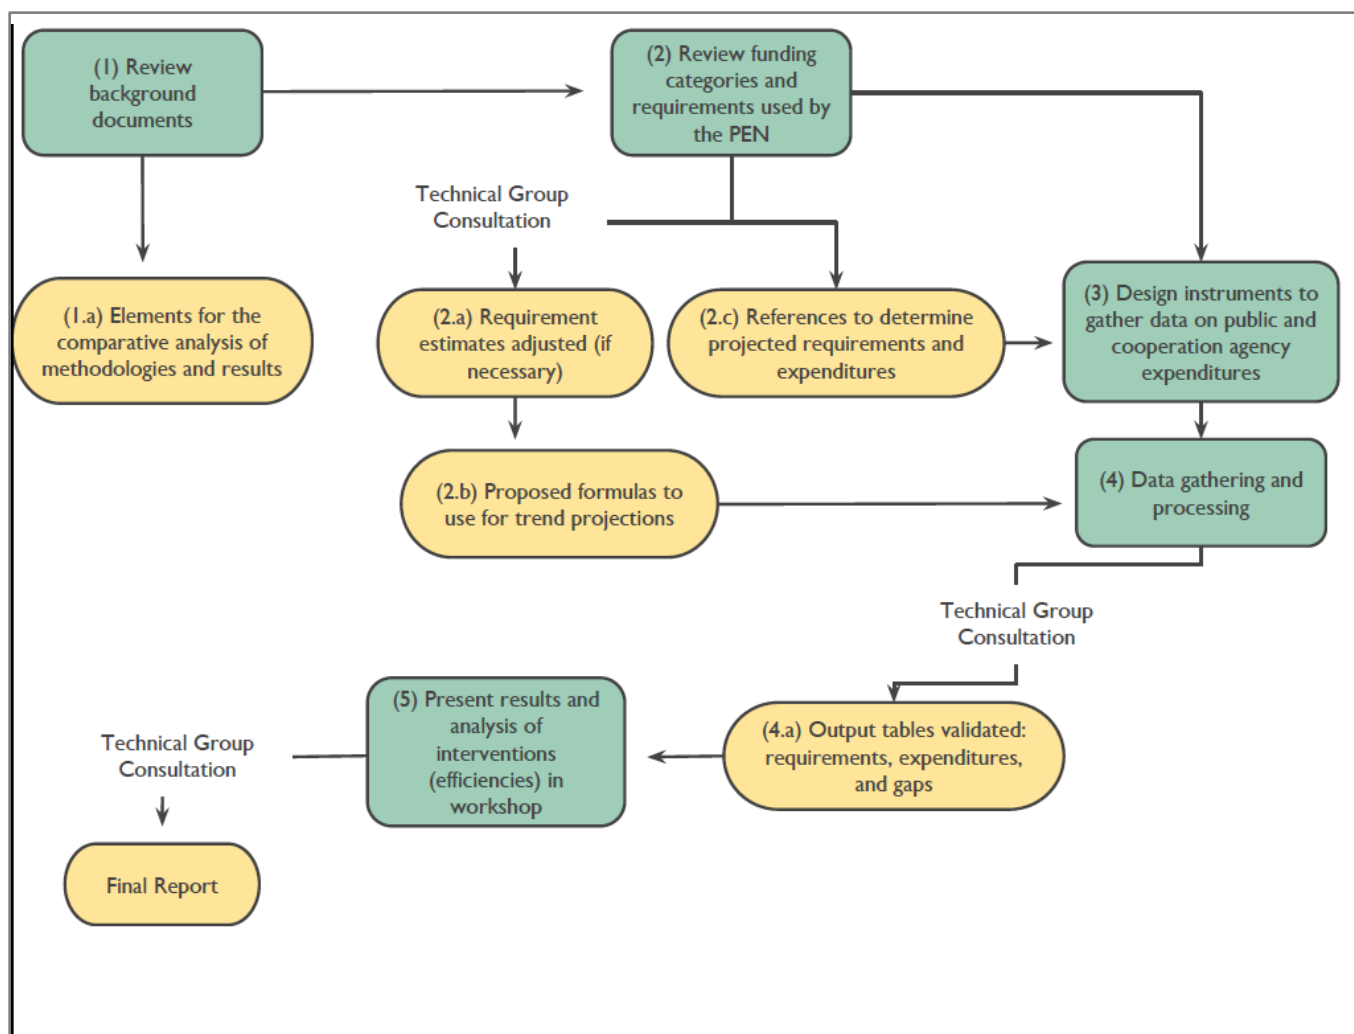 (1) Review
background
documents
(2) Review funding
categories and
requirements used by
the PEN
Technical Group
Consultation
(1.a) Elements for the
comparative analysis of
methodologies and results
(2.a) Requirement
estimates adjusted (if
necessary)
(2.c) References to determine
projected requirements and
expenditures
(3) Design instruments to
gather data on public and
cooperation agency
expenditures
(2.b) Proposed formulas to
use for trend projections
(4) Data gathering and
processing
Technical Group
Consultation
(4.a) Output tables validated:
requirements, expenditures,
and gaps
(5) Present results and
analysis of
interventions
(efficiencies) in
workshop
Technical Group
Consultation
Final Report